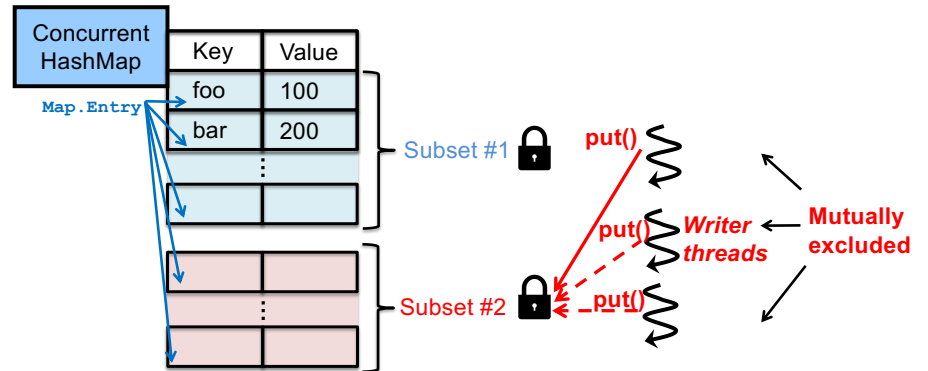 Concurrent
HashMap
Key Value
foo 100
Map.Entry
bar 200
Subset #1
put()
put()
Writer
threads
Mutually
excluded
Subset #2
put()